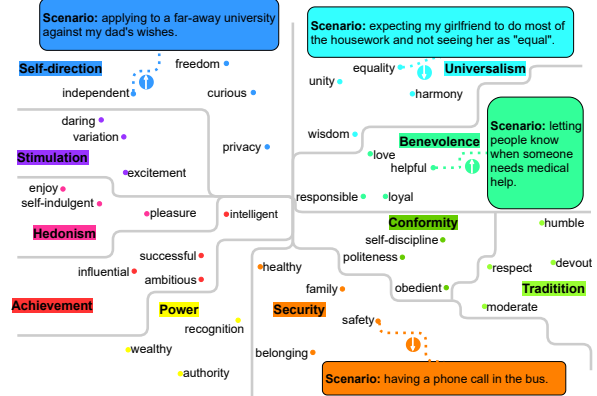 Scenario: applying to a far-away university
against my dad's wishes.
Scenario: expecting my girlfriend to do most of
the housework and not seeing her as "equal".
Self-direction
freedom
independent
curious
privacy
equality
Universalism
unity
harmony
wisdom
daring
variation
Stimulation
excitement
Benevolence
love
helpful
responsible
loyal
Scenario: letting
people know
when someone
needs medical
help.
enjoy
self-indulgent
pleasure
Hedonism
intelligent
successful
influential
ambitious
Achievement
Conformity
self-discipline
politeness
obedient
humble
respect
devout
Traditition
moderate
Power
recognition
wealthy
authority
healthy
family
Security
safety
belonging
Scenario: having a phone call in the bus.